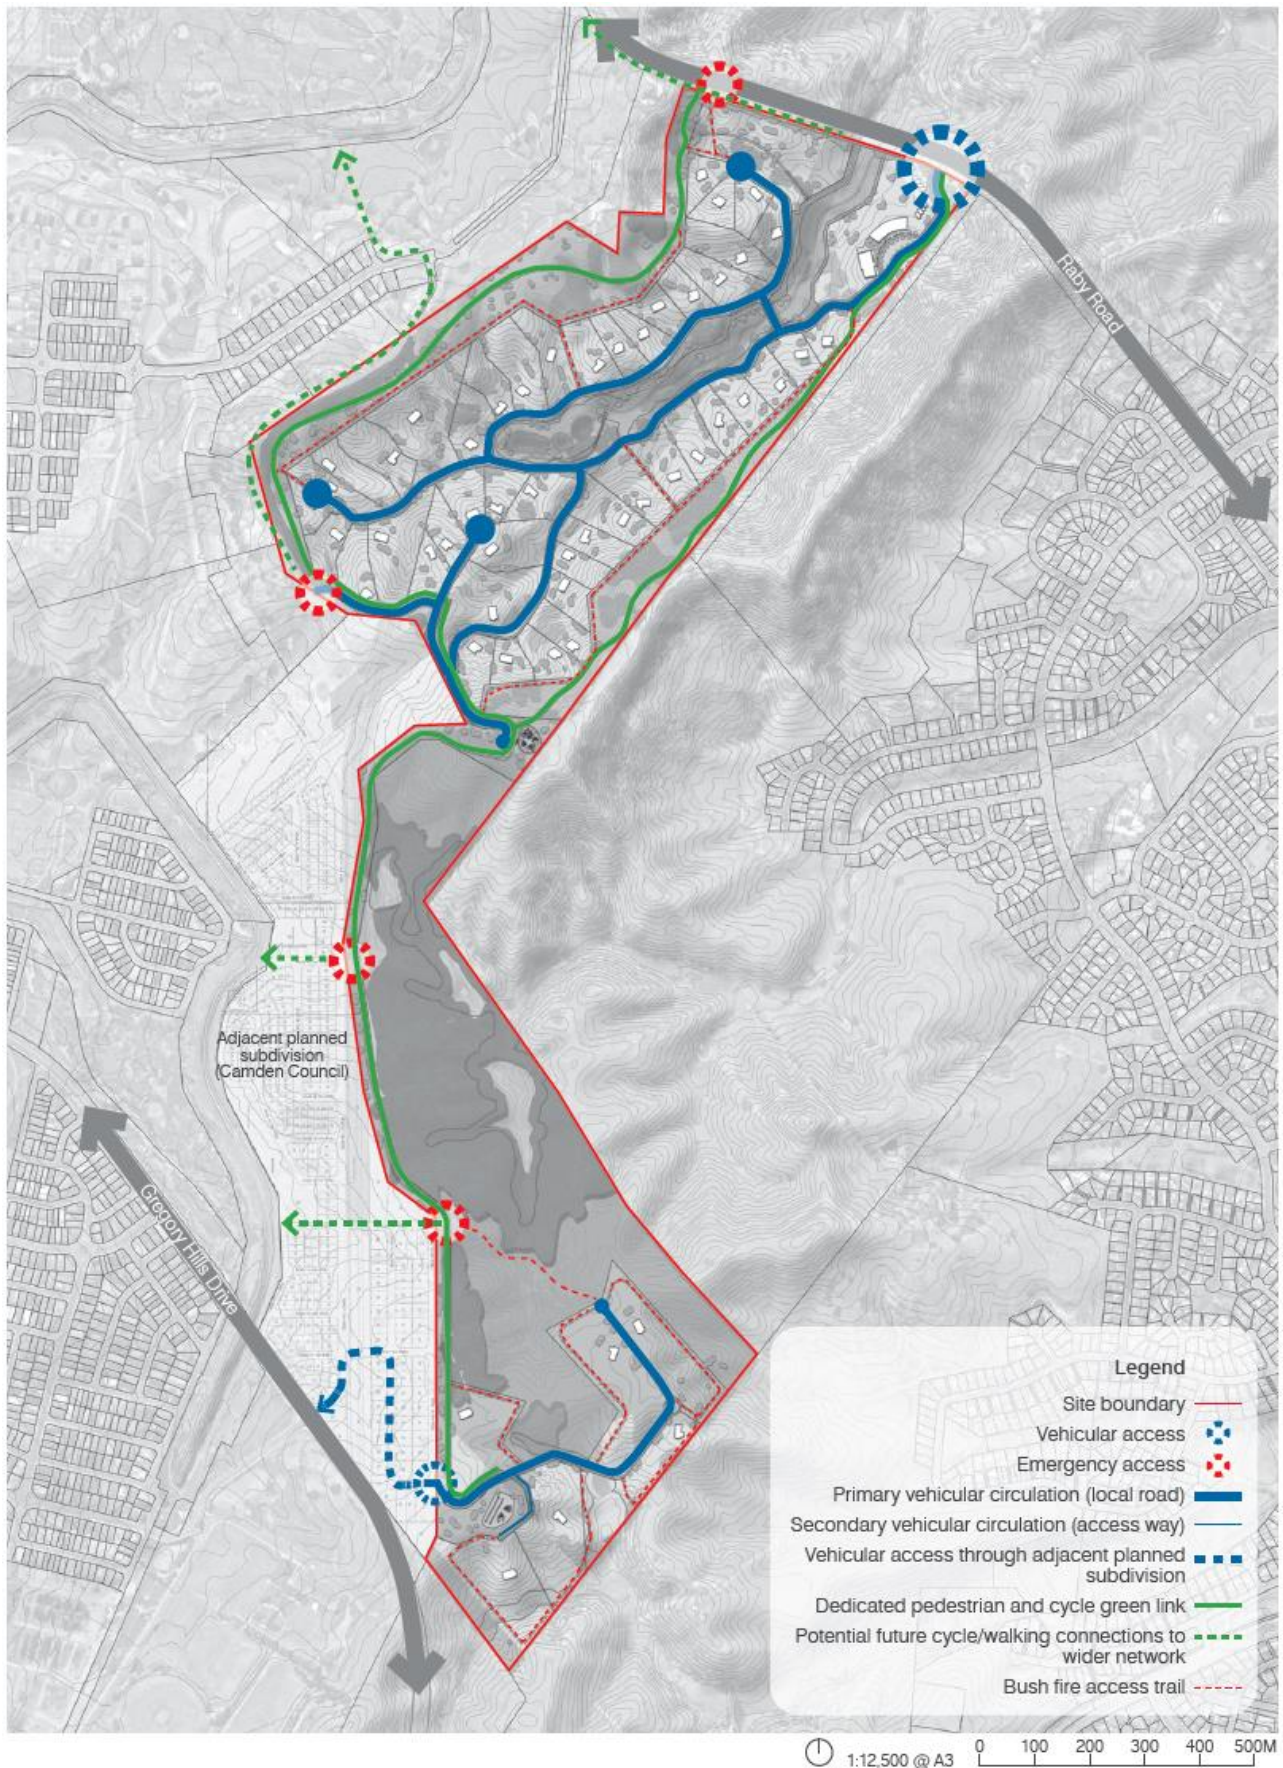 Raby Road
Adjacent planned
subdivision
(Camden Council)
Gregory Hills Drive
Legend
Site boundary
Vehicular access
Emergency access
Primary vehicular circulation (local road)
Secondary vehicular circulation (access way)
Vehicular access through adjacent planned
subdivision
Dedicated pedestrian and cycle green link
Potential future cycle/walking connections to
wider network
Bush fire access trail
1:12,500 @ A3
0 100 200 300 400 500M